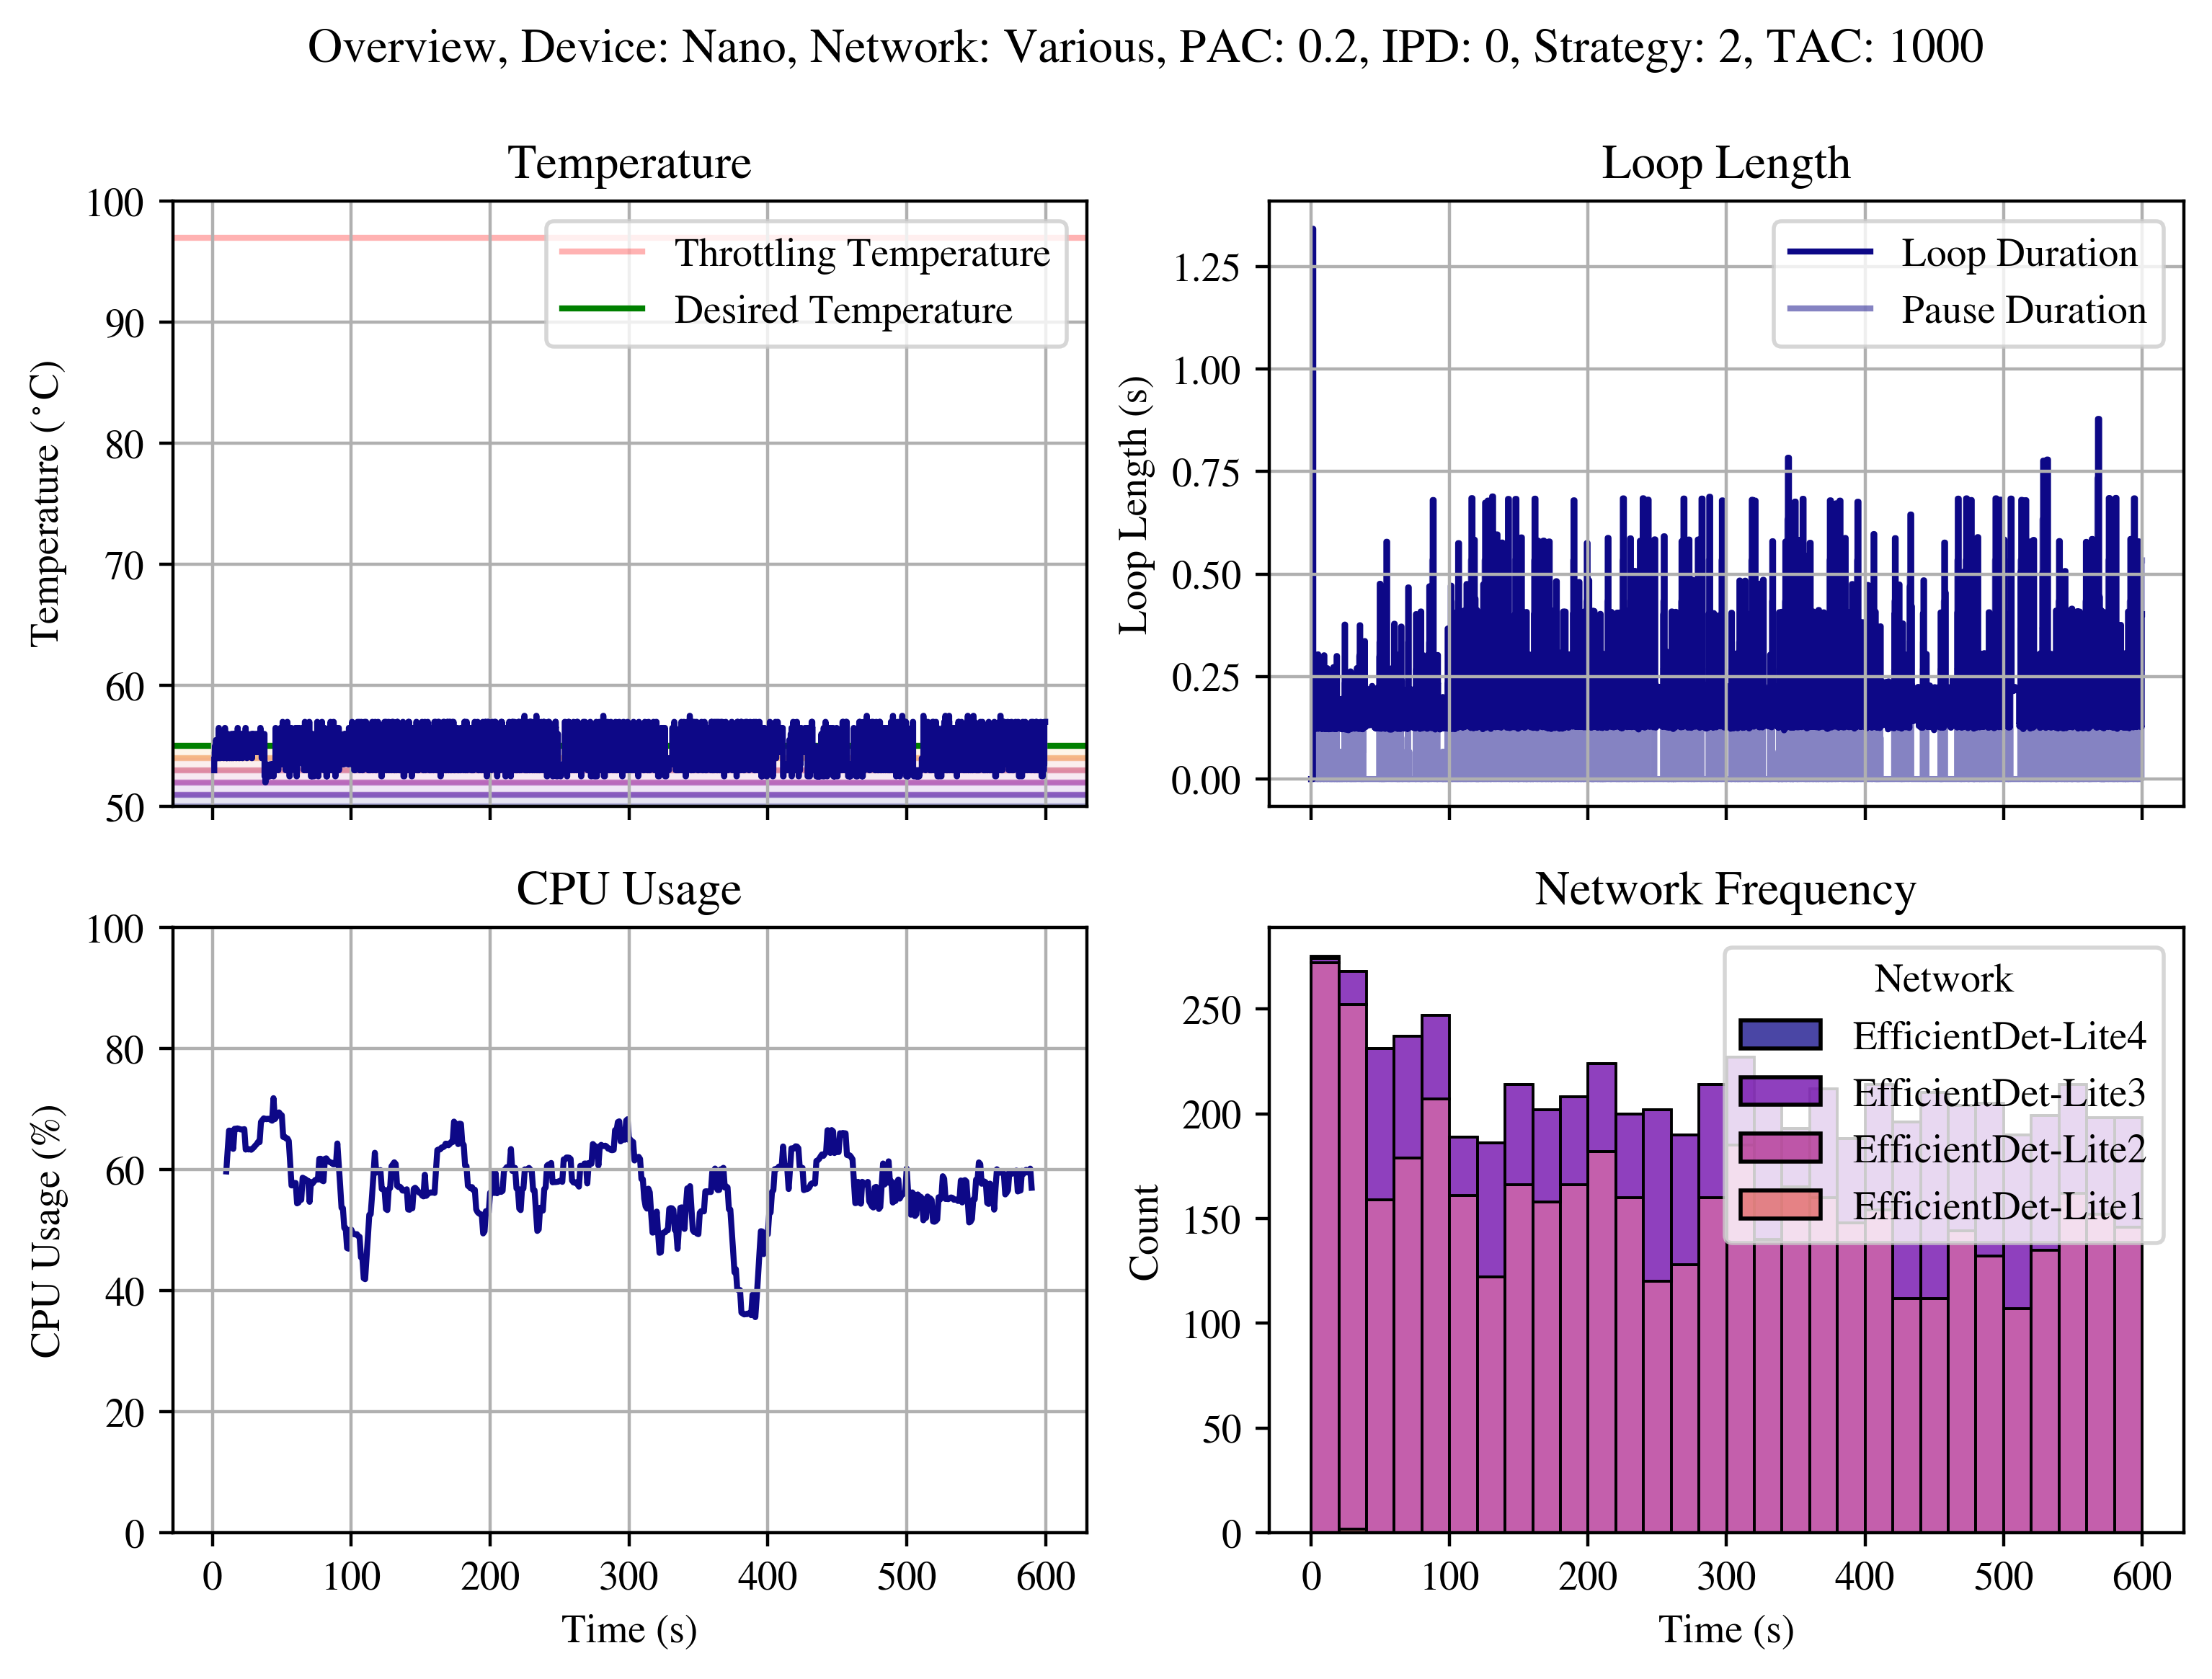 Overview, Device: Nano, Network: Various, PAC: 0.2, IPD: 0, Strategy: 2, TAC: 1000
Temperature
100
90
80
70
60
50
Temperature (°C)
Throttling Temperature
Desired Temperature
Loop Length
1.25
1.00
0.75
0.50
0.25
0.00
Loop Length (s)
Loop Duration
Pause Duration
CPU Usage
100
80
60
40
20
0
CPU Usage (%)
0 100 200 300 400 500 600
Time (s)
Network Frequency
250
200
150
100
50
0
Count
Network
EfficientDet-Lite4
EfficientDet-Lite3
EfficientDet-Lite2
EfficientDet-Lite1
0 100 200 300 400 500 600
Time (s)